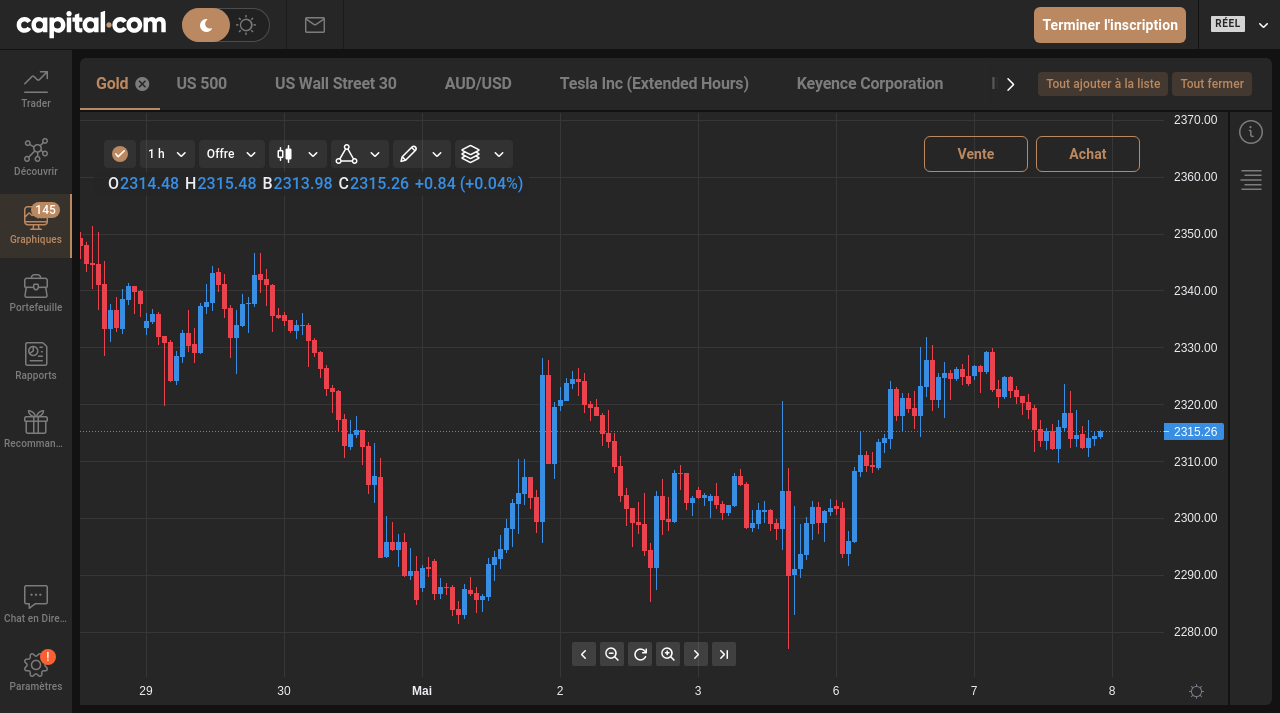 capital.com
Terminer l'inscription
RÉEL
Trader
Découvrir
145
Graphiques
Portefeuille
Rapports
Recomman...
Chat en Dire...
!
Paramètres
Gold US 500 US Wall Street 30 AUD/USD Tesla Inc (Extended Hours) Keyence Corporation
Tout ajouter à la liste Tout fermer
1 h Offre
Vente Achat
O2314.48 H2315.48 B2313.98 C2315.26 +0.84 (+0.04%)
2370.00
2360.00
2350.00
2340.00
2330.00
2320.00
2315.26
2310.00
2300.00
2290.00
2280.00
29 30 Mai 2 3 6 7 8